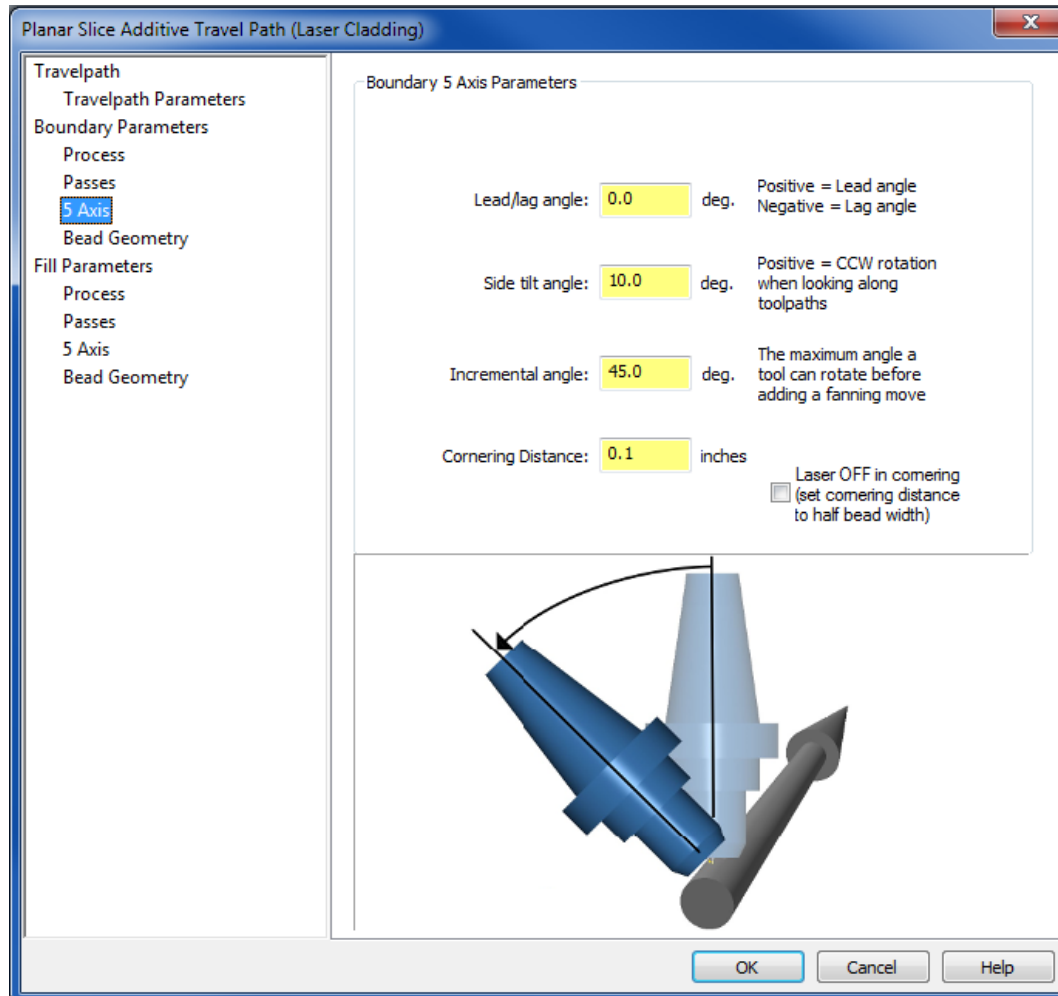 Planar Slice Additive Travel Path (Laser Cladding)
Travelpath
Travelpath Parameters
Boundary Parameters
Process
Passes
5 Axis
Bead Geometry
Fill Parameters
Process
Passes
5 Axis
Bead Geometry
Boundary 5 Axis Parameters
Lead/lag angle: 0.0 deg.
Positive = Lead angle
Negative = Lag angle
Side tilt angle: 10.0 deg.
Positive = CCW rotation
when looking along
toolpaths
Incremental angle: 45.0 deg.
The maximum angle a
tool can rotate before
adding a fanning move
Cornering Distance: 0.1 inches
Laser OFF in cornering
(set cornering distance
to half bead width)
OK
Cancel
Help